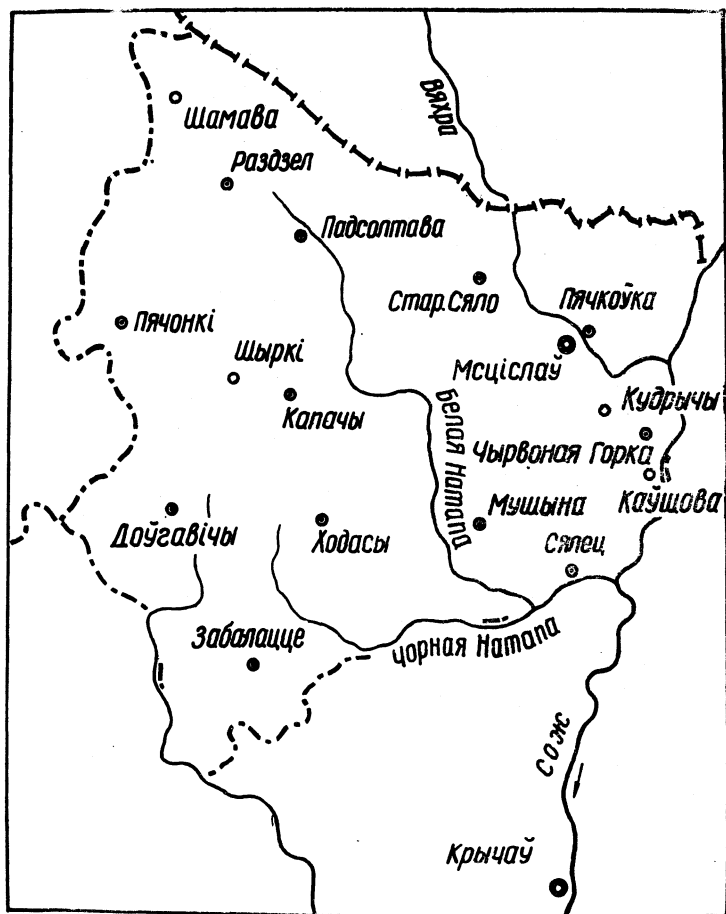 Вяхра
Шамава
Раздзел
Падсолтава
Стар. Сяло
Пячкоўка
Пячонкі
Шыркі
Мсціслаў
Капачы
Кудрычы
Белая Натапа
Чырвоная Горка
Мушына
Каўшова
Доўгавічы
Ходасы
Сялец
Забалацце
Чорная Натапа
Сож
Крычаў